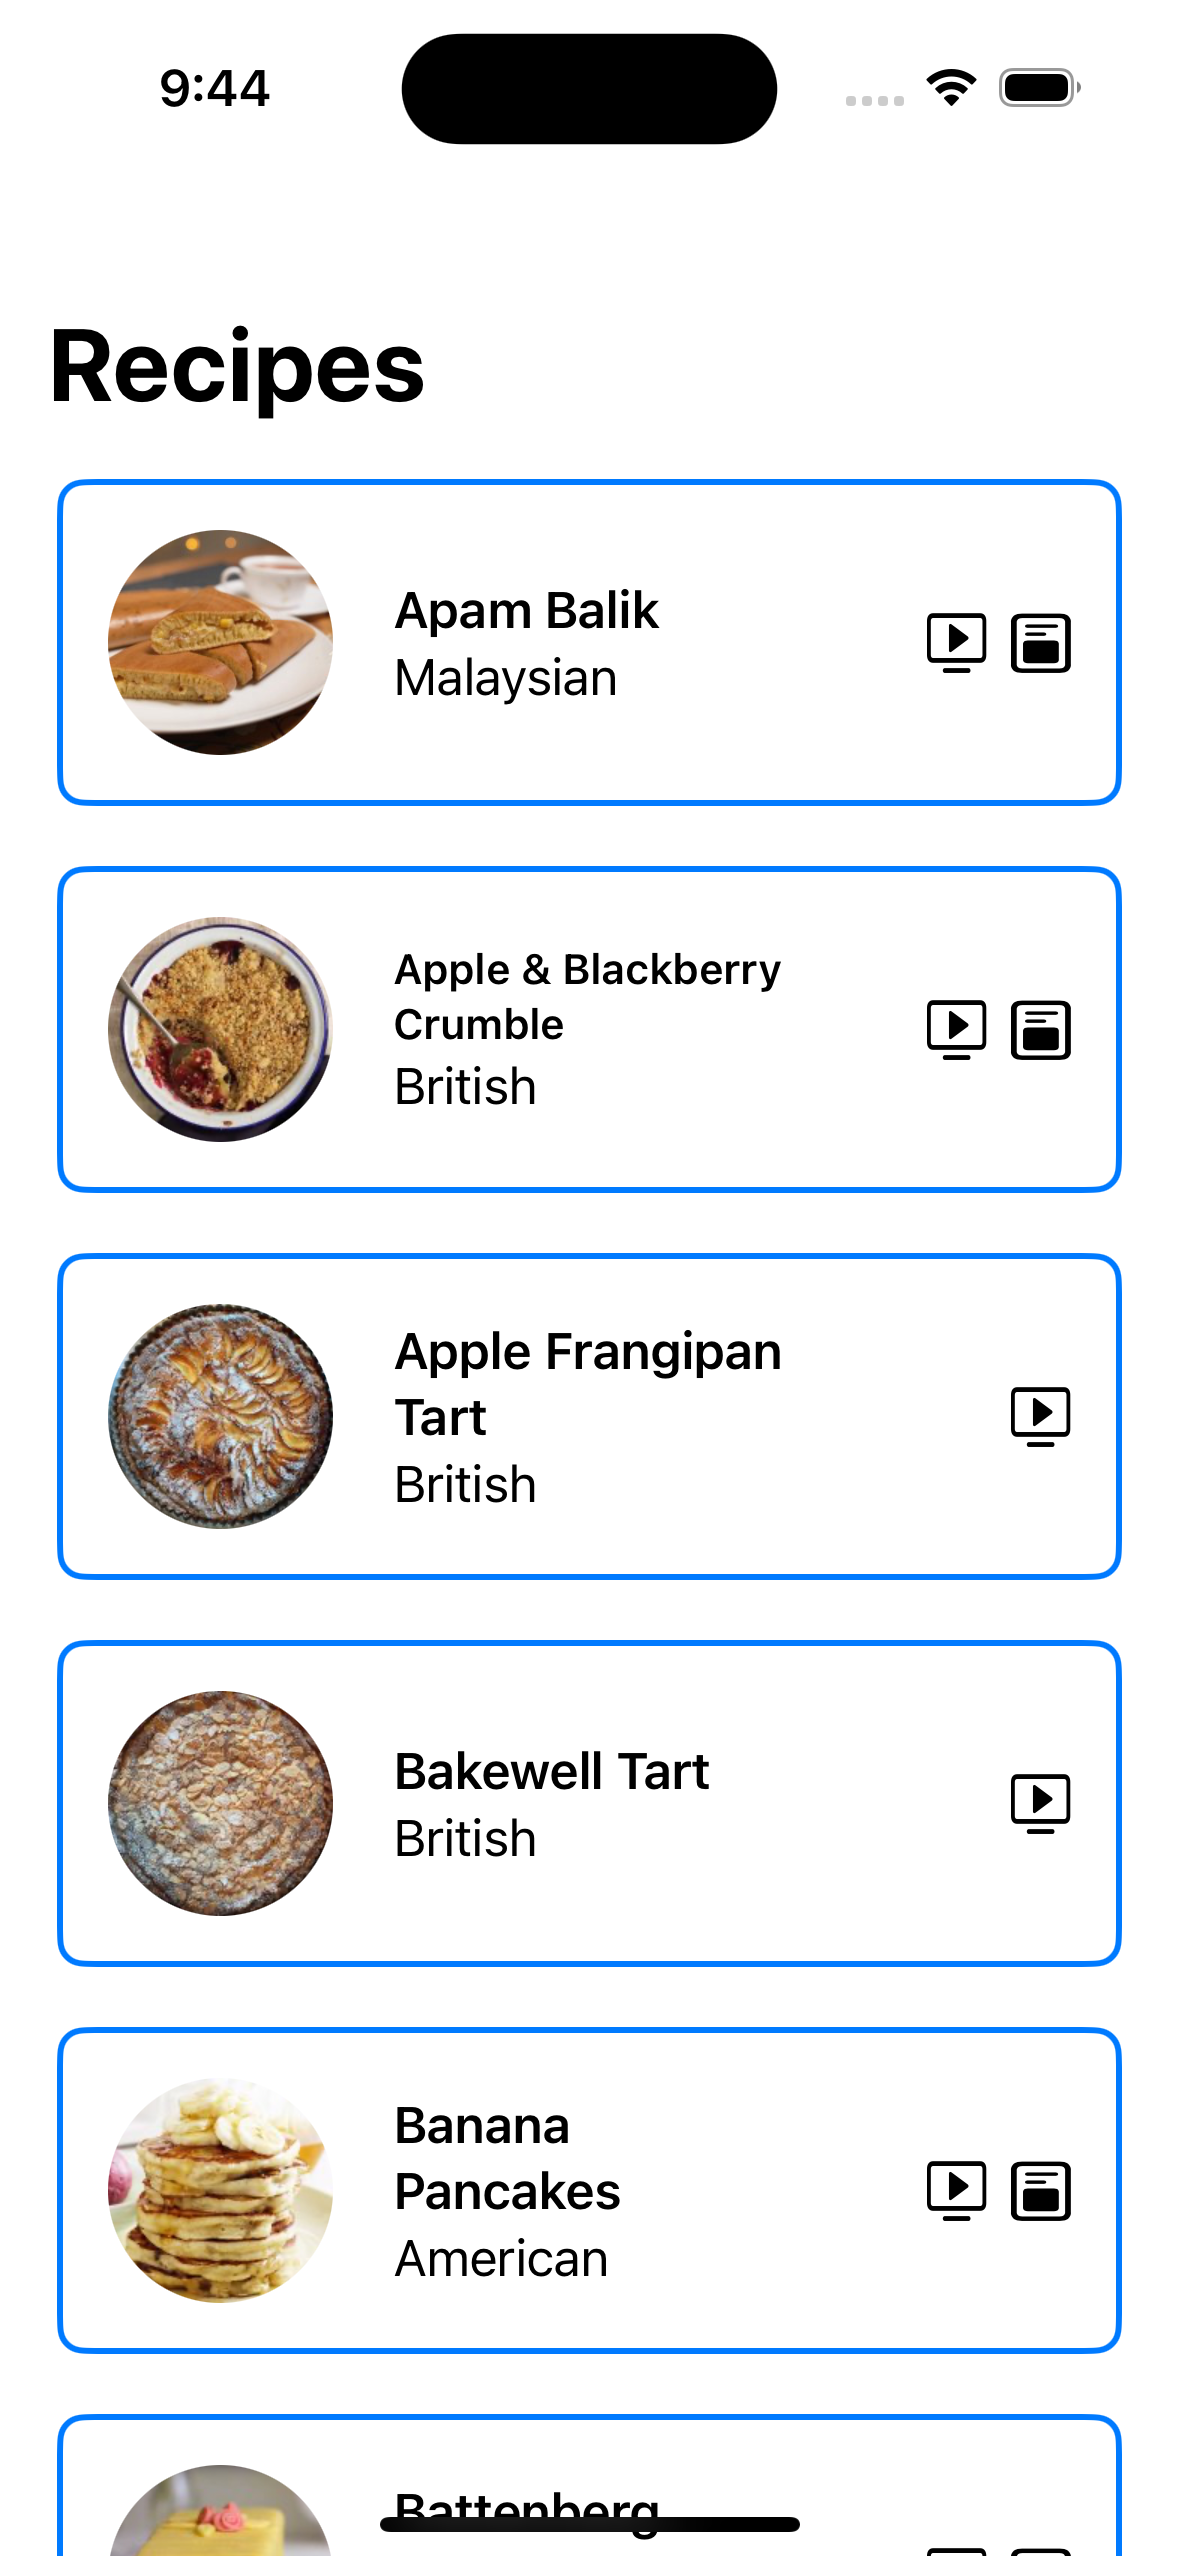 9:44
Recipes
Apam Balik
Malaysian
Apple & Blackberry
Crumble
British
Apple Frangipan
Tart
British
Bakewell Tart
British
Banana
Pancakes
American
Battenberg